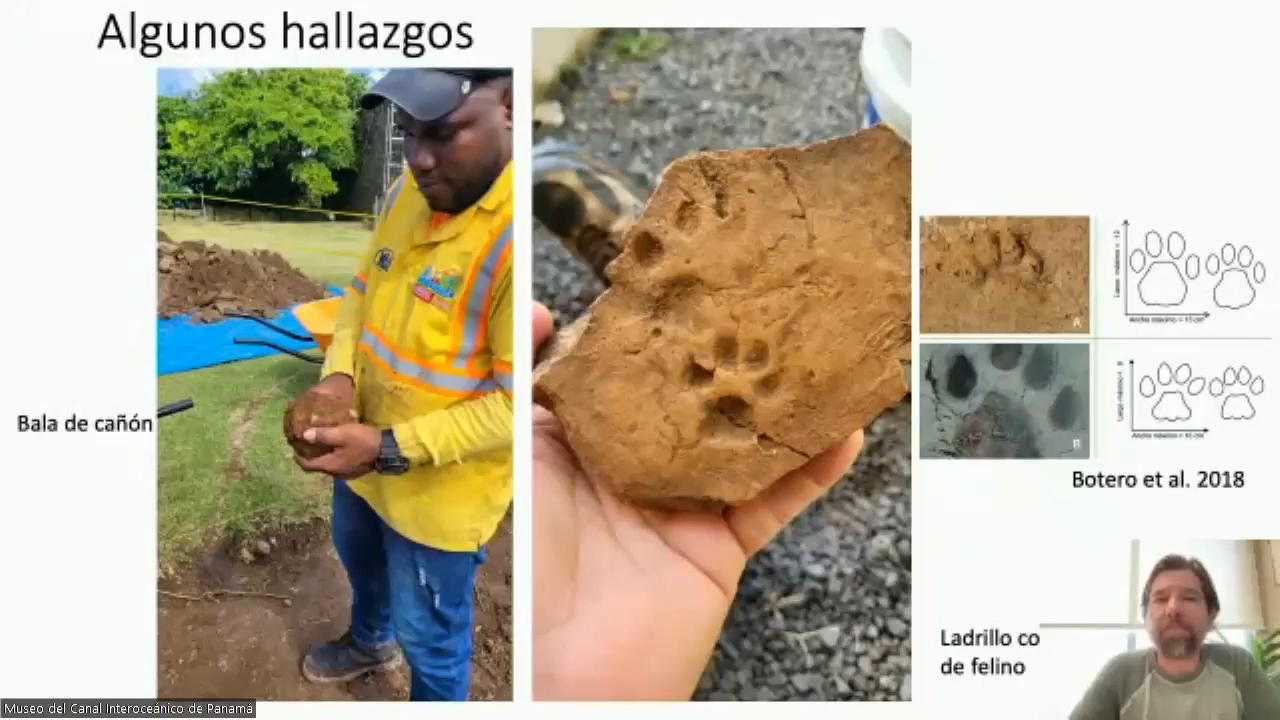 Algunos hallazgos
Bala de cañón
A
B
Botero et al. 2018
Ladrillo co
de felino
Museo del Canal Interoceánico de Panamá